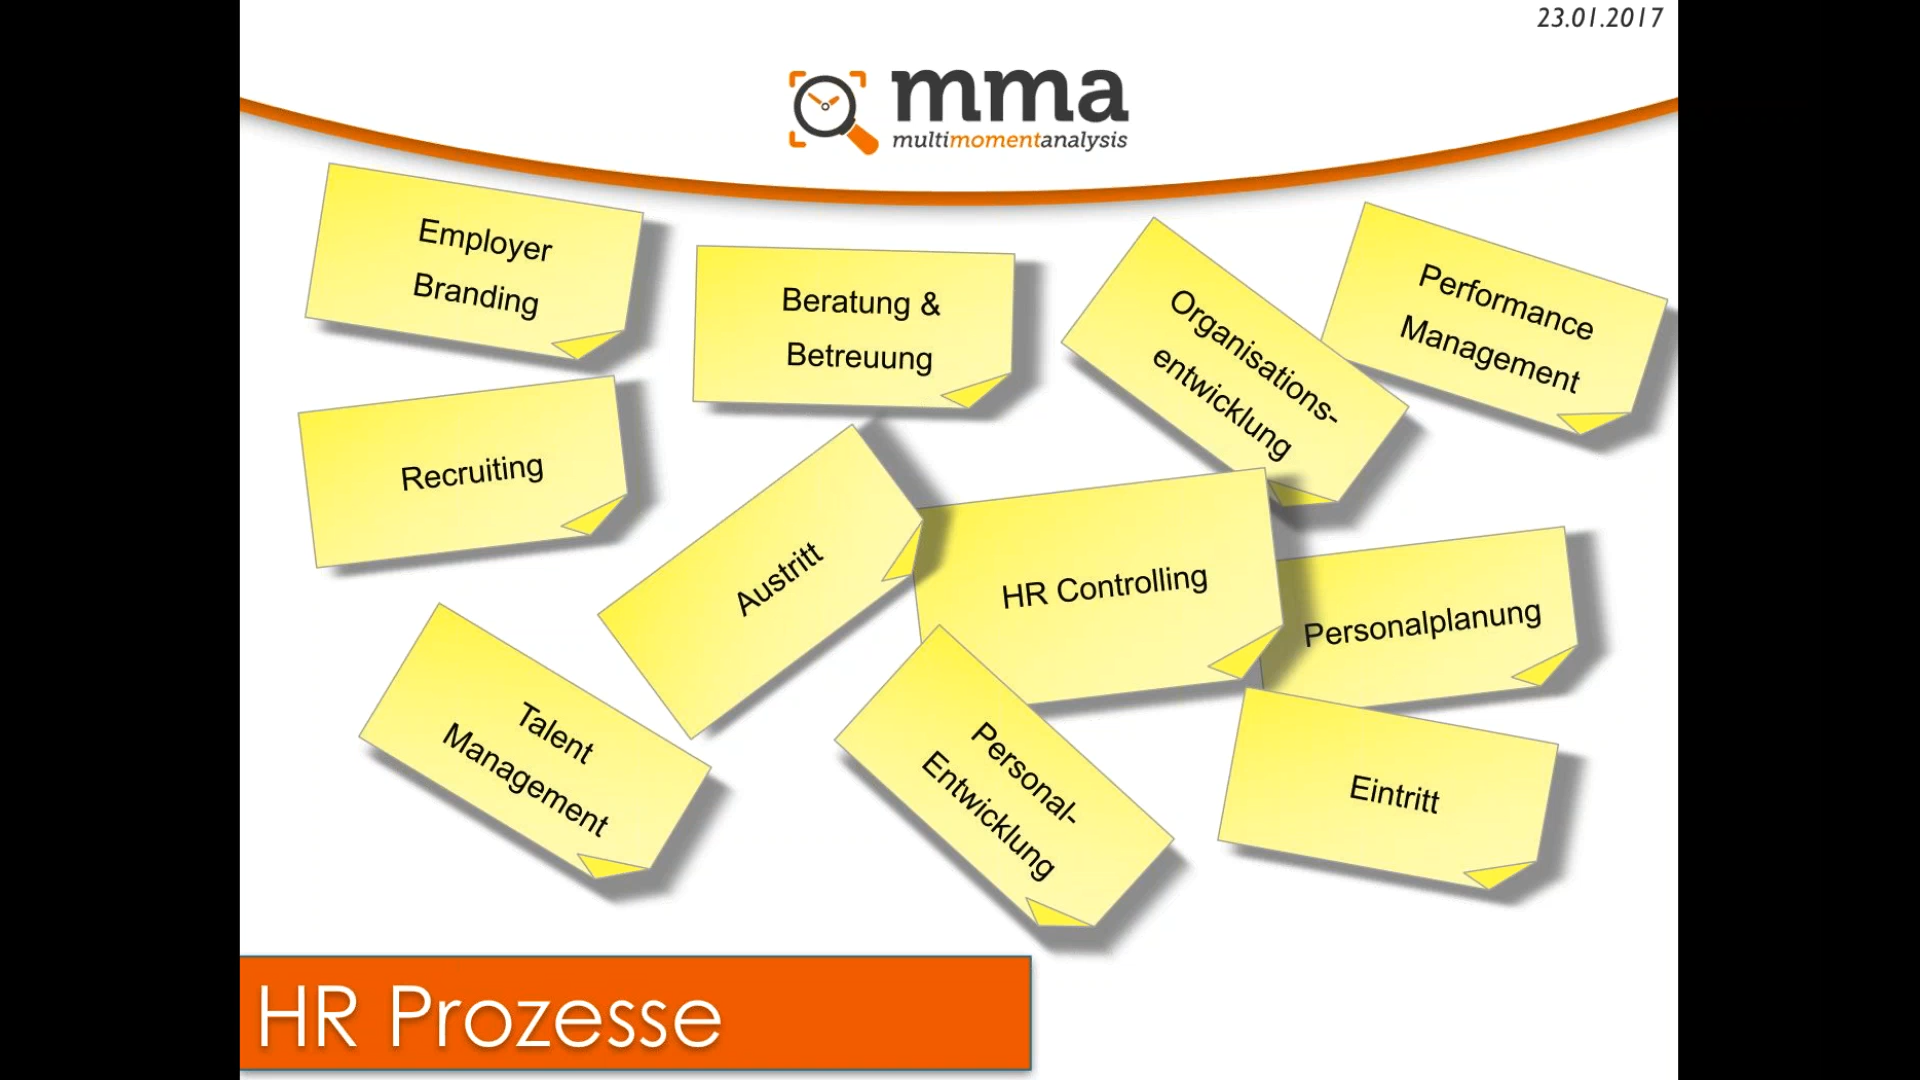 23.01.2017
mma
multimomentanalysis
Employer
Branding
Beratung &
Betreuung
Organisations-
entwicklung
Performance
Management
Recruiting
Austritt
HR Controlling
Personalplanung
Talent
Management
Personal-
Entwicklung
Eintritt
HR Prozesse